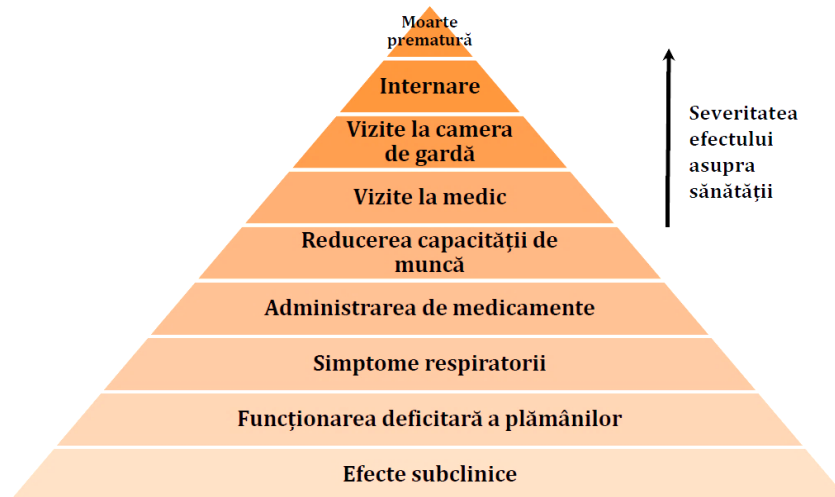 Moarte
prematură
Internare
Vizite la camera
de gardă
Vizite la medic
Reducerea capacității de
muncă
Administrarea de medicamente
Simptome respiratorii
Funcționarea deficitară a plămânilor
Efecte subclinice
Severitatea
efectului
asupra
sănătății